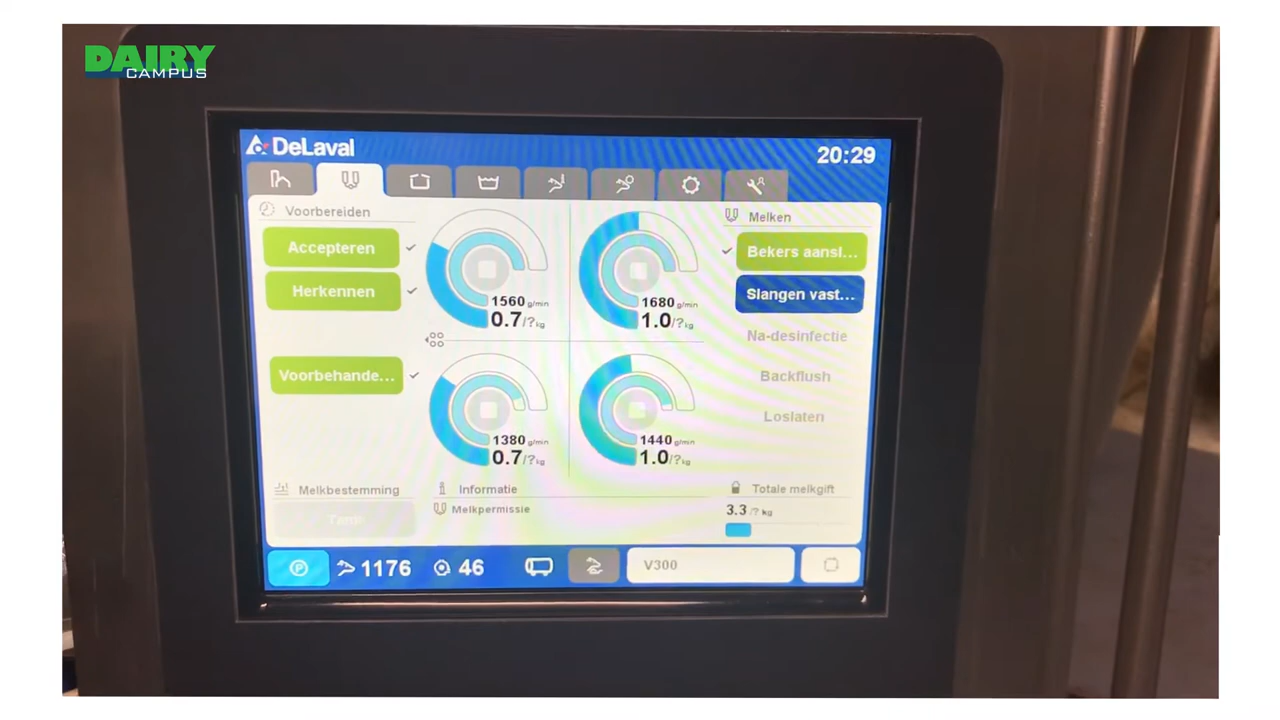 DAIRY
CAMPUS
DeLaval
20:29
Voorbereiden
Accepteren
Herkennen
Voorbehande...
1560 g/min
0.7/?kg
1680 g/min
1.0/?kg
1380 g/min
0.7/?kg
1440 g/min
1.0/?kg
Melken
Bekers aansl...
Slangen vast...
Na-desinfectie
Backflush
Loslaten
Melkbestemming
Informatie
Melkpermissie
Totale melkgift
3.3 /? kg
P
1176
46
V300